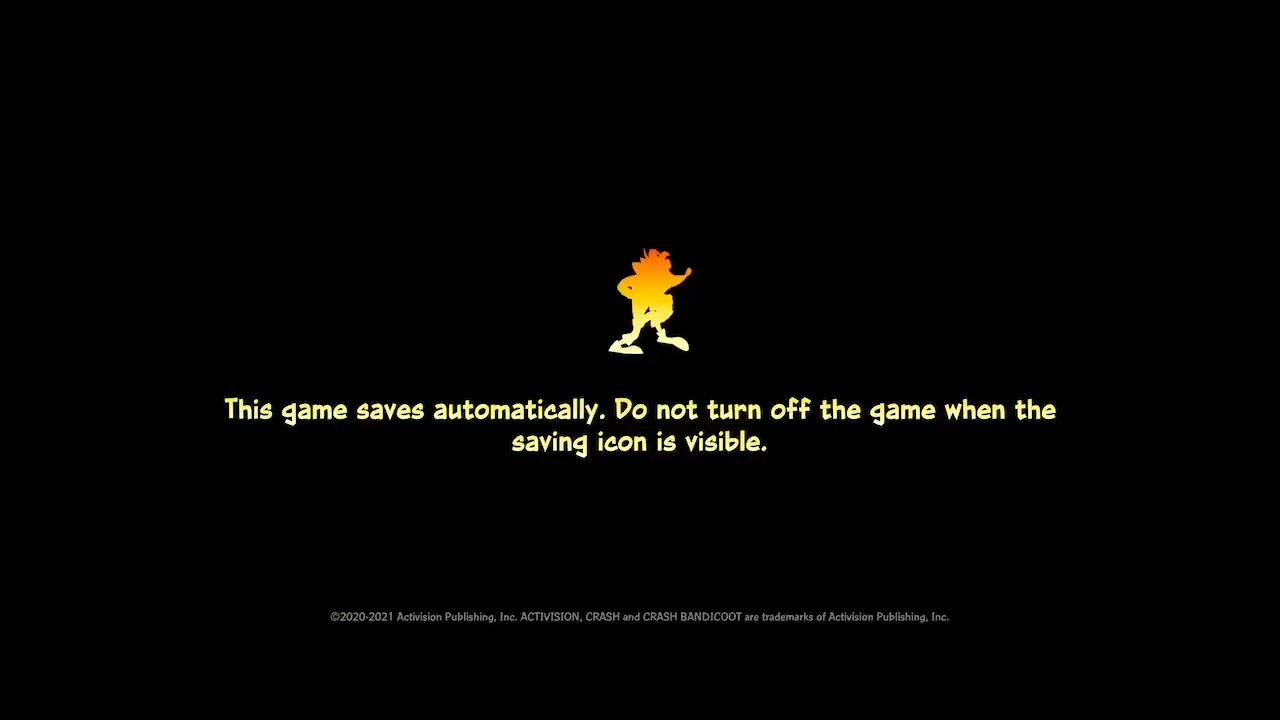 This game saves automatically. Do not turn off the game when the
saving icon is visible.
©2020-2021 Activision Publishing, Inc. ACTIVISION, CRASH and CRASH BANDICOOT are trademarks of Activision Publishing, Inc.